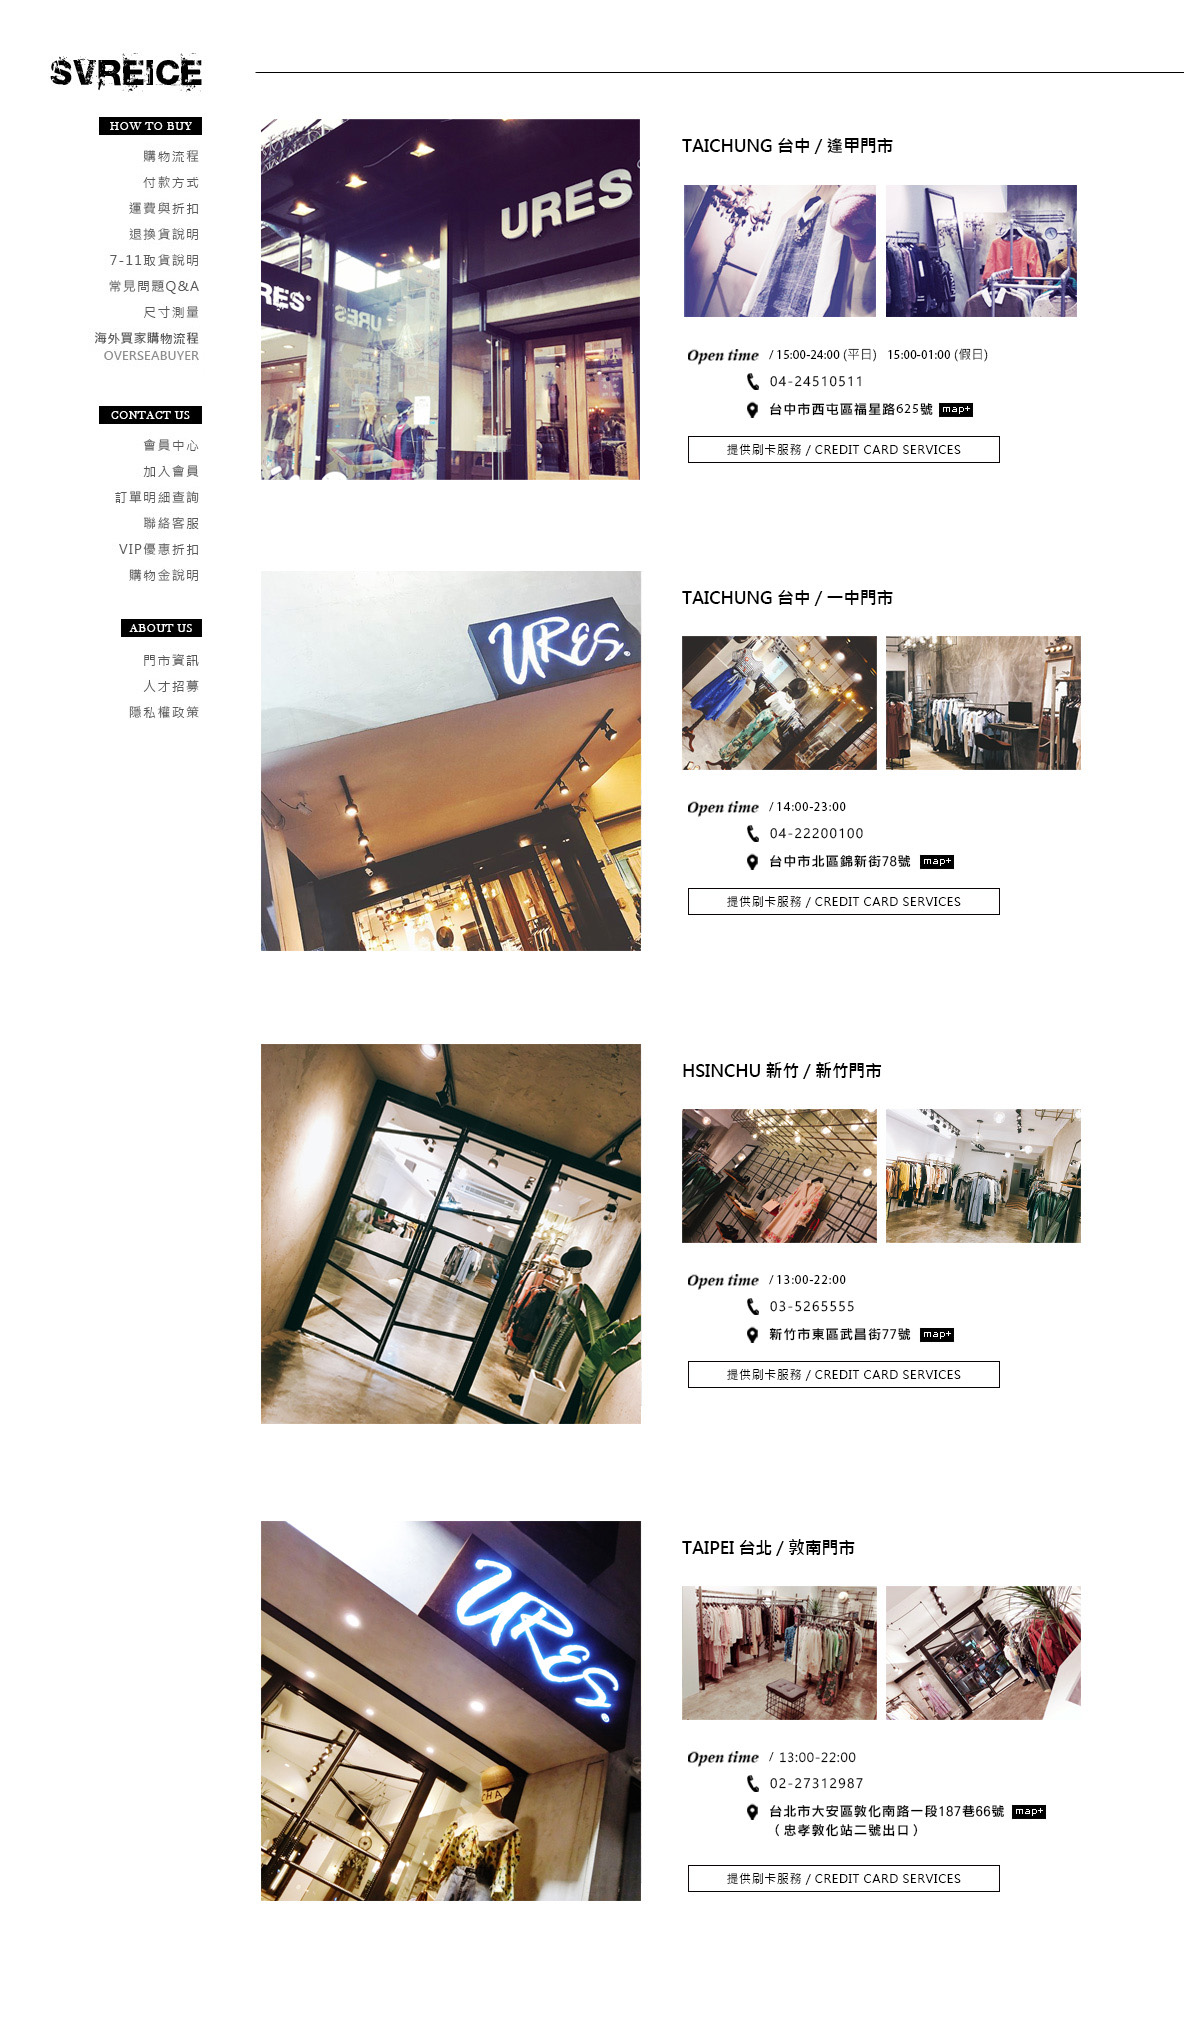 SVREICE
HOW TO BUY
購物流程
付款方式
運費與折扣
退換貨說明
7-11取貨說明
常見問題Q&A
尺寸測量
海外買家購物流程
OVERSEABUYER
CONTACT US
會員中心
加入會員
訂單明細查詢
聯絡客服
VIP優惠折扣
購物金說明
ABOUT US
門市資訊
人才招募
隱私權政策
URES
RES®
URES
TAICHUNG 台中 / 逢甲門市
Open time / 15:00-24:00 (平日) 15:00-01:00 (假日)
04-24510511
台中市西屯區福星路625號 map+
提供刷卡服務 / CREDIT CARD SERVICES
URES.
TAICHUNG 台中 / 一中門市
Open time / 14:00-23:00
04-22200100
台中市北區錦新街78號 map+
提供刷卡服務 / CREDIT CARD SERVICES
HSINCHU 新竹 / 新竹門市
Open time / 13:00-22:00
03-5265555
新竹市東區武昌街77號 map+
提供刷卡服務 / CREDIT CARD SERVICES
URES.
CHA
TAIPEI 台北 / 敦南門市
Open time / 13:00-22:00
02-27312987
台北市大安區敦化南路一段187巷66號 map+
（忠孝敦化站二號出口）
提供刷卡服務 / CREDIT CARD SERVICES